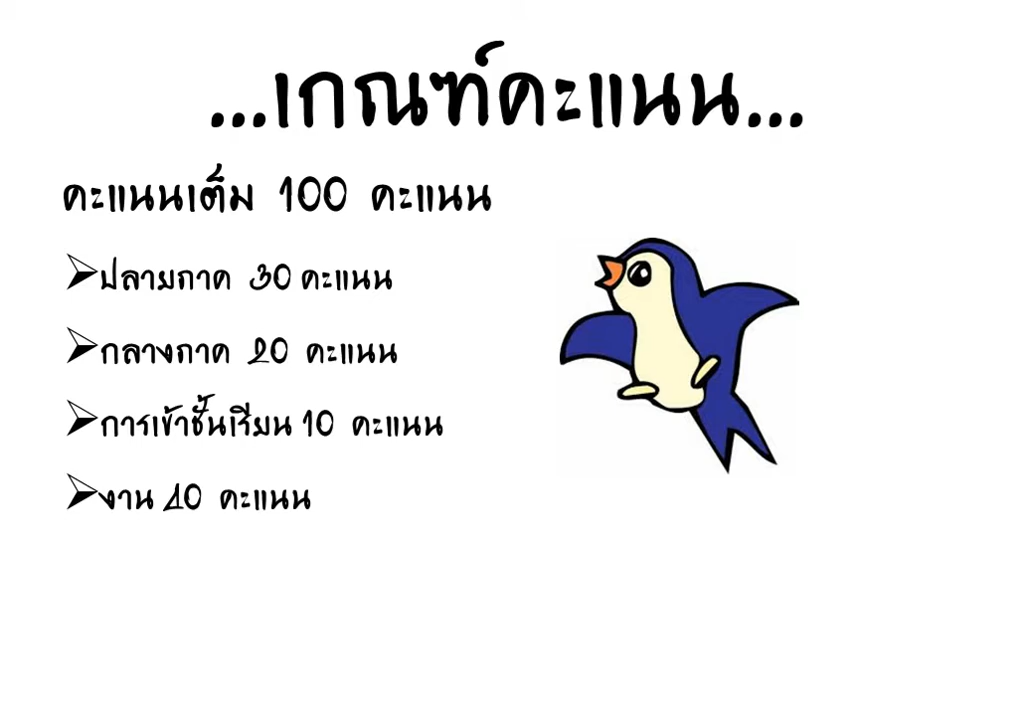 ...เกณฑ์คะแนน...
คะแนนเต็ม 100 คะแนน
ปลายภาค 30 คะแนน
กลางภาค 20 คะแนน
การเข้าชั้นเรียน 10 คะแนน
งาน 40 คะแนน